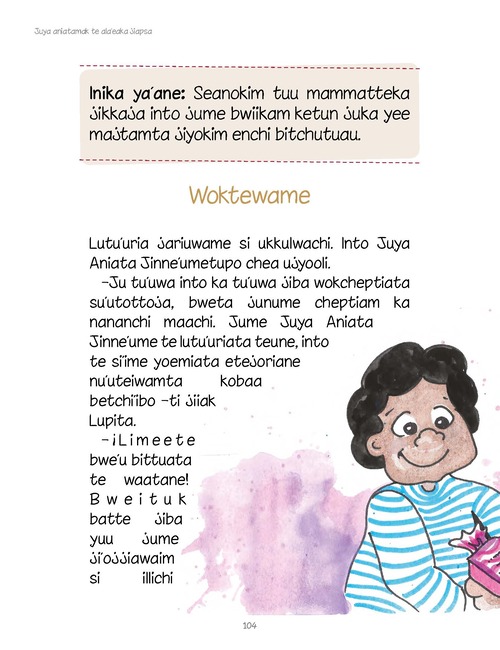 Juya aniatamak te ala'eaka jiapsa
Inika ya'ane: Seanokim tuu mammatteka
jikkaja into jume bwiikam ketun juka yee
majtamta jiyokim enchi bitchutuau.
Woktewame
Lutu'uria jariuwame si ukkulwachi. Into Juya
Aniata Jinne'umetupo chea ujyooli.
–Ju tu'uwa into ka tu'uwa jiba wokcheptiata
su'utottoja, bweta junume cheptiam ka
nananchi maachi. Jume Juya Aniata
Jinne'ume te lutu'uriata teune, into
te si'ime yoemiata etejoriane
nu'uteiwamta kobaa
betchi'ibo –ti jiiak
Lupita.
–¡Limeete
bwe'u bittuata
te waatane!
Bweituk
batte jiba
yuu jume
ji'ojjiawaim
si illichi
104